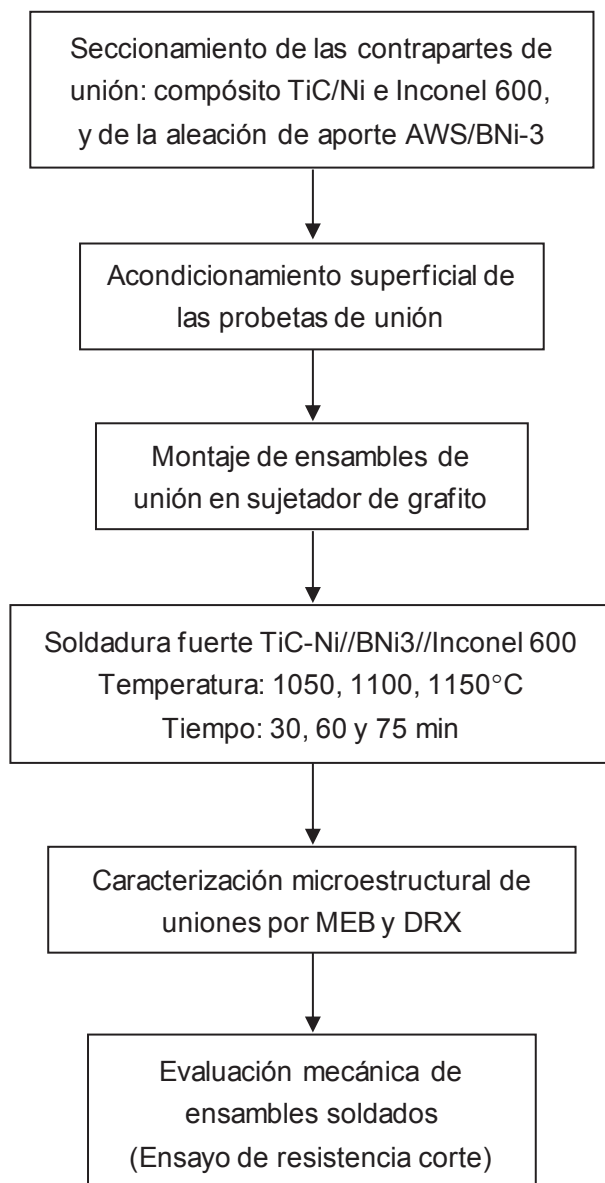 Seccionamiento de las contrapartes de
unión: compósito TiC/Ni e Inconel 600,
y de la aleación de aporte AWS/BNi-3
Acondicionamiento superficial de
las probetas de unión
Montaje de ensambles de
unión en sujetador de grafito
Soldadura fuerte TiC-Ni//BNi3//Inconel 600
Temperatura: 1050, 1100, 1150°C
Tiempo: 30, 60 y 75 min
Caracterización microestructural de
uniones por MEB y DRX
Evaluación mecánica de
ensambles soldados
(Ensayo de resistencia corte)